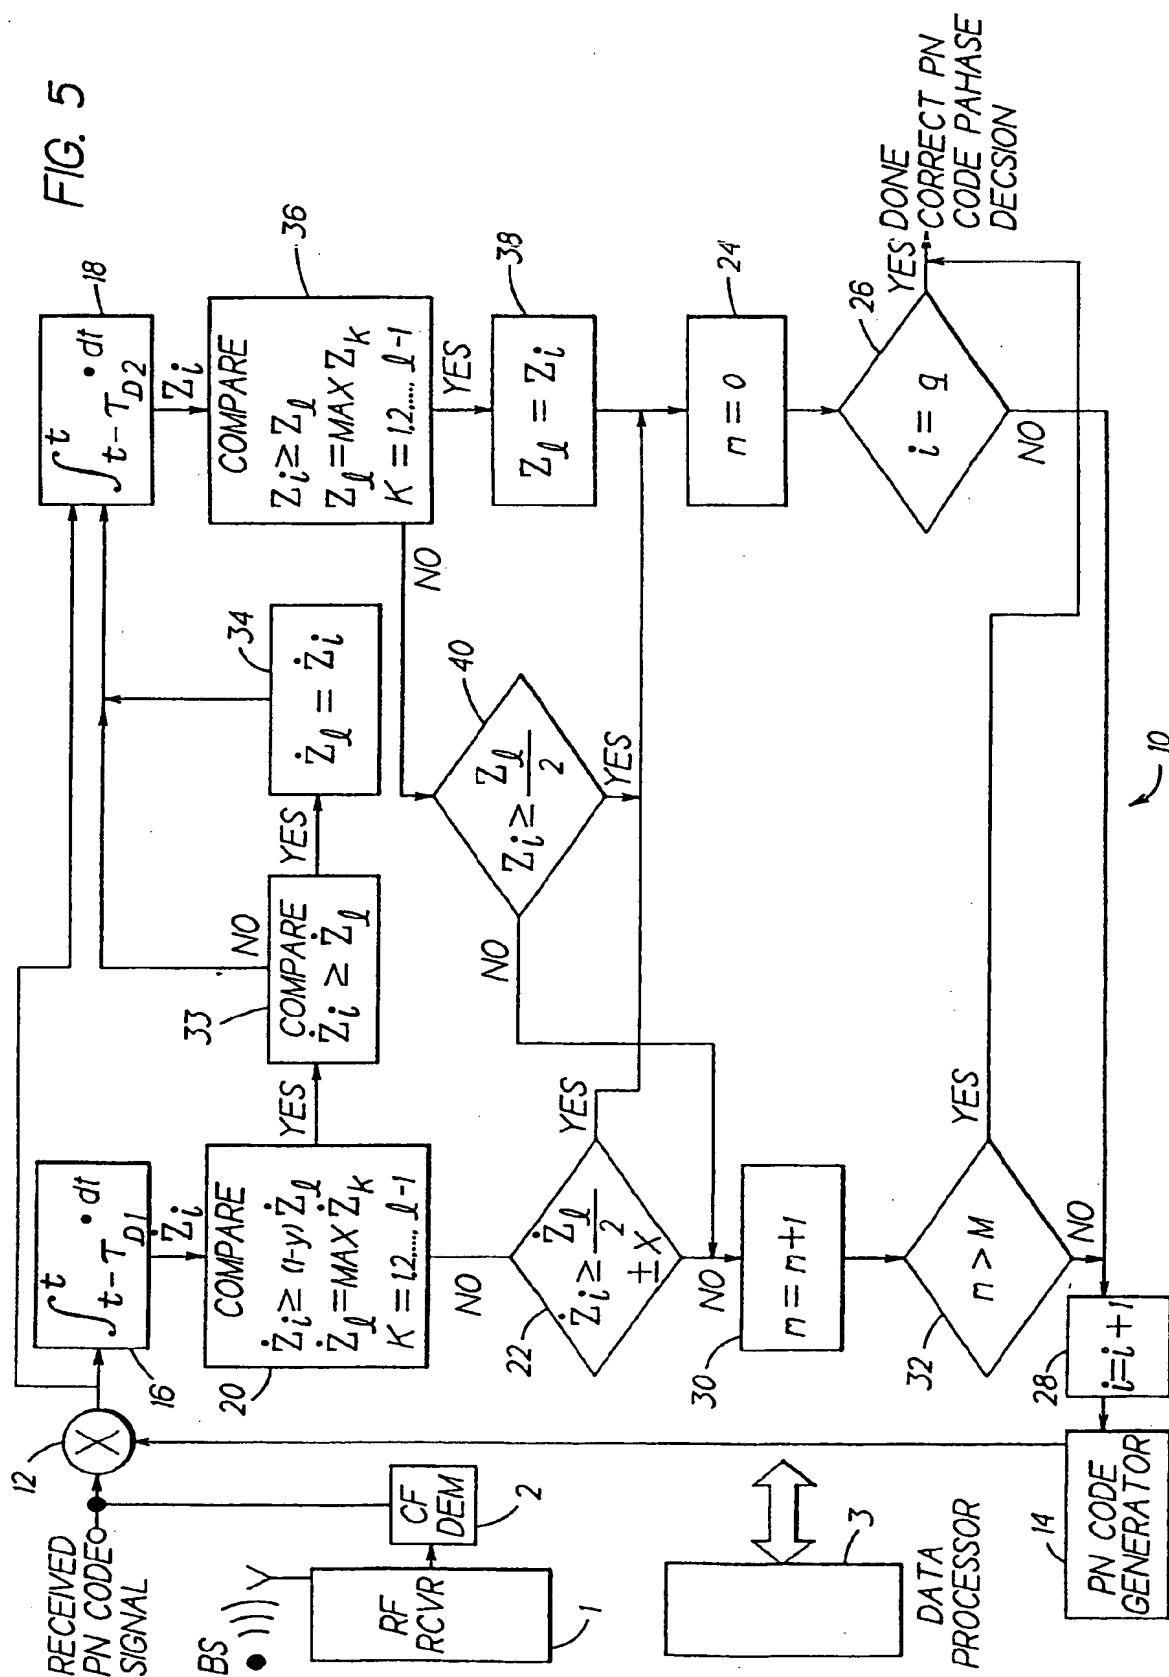 FIG. 5
RECEIVED
PN CODE
SIGNAL
12
X
16
∫ t t-T D1 •dt
Żi
18
∫ t t-T D2 •dt
Zi
20
COMPARE
Żi ≥ (1-y) Żℓ
Żℓ = MAX Żk
K = 1,2,..., ℓ-1
YES
NO
33
COMPARE
Żi ≥ Żℓ
NO
YES
34
Żℓ = Żi
36
COMPARE
Zi ≥ Zℓ
Zℓ = MAX Zk
K = 1,2,..., ℓ-1
YES
NO
38
Zℓ = Zi
40
Zi ≥ Zℓ/2
YES
NO
22
Żi ≥ Żℓ/2
± X
YES
NO
24
m = 0
26
i = q
YES
NO
DONE
CORRECT PN
CODE PAHASE
DECSION
30
m = m+1
32
m > M
YES
NO
28
i=i+1
14
PN CODE
GENERATOR
BS
RF
RCVR
1
CF
DEM
2
3
DATA
PROCESSOR
10